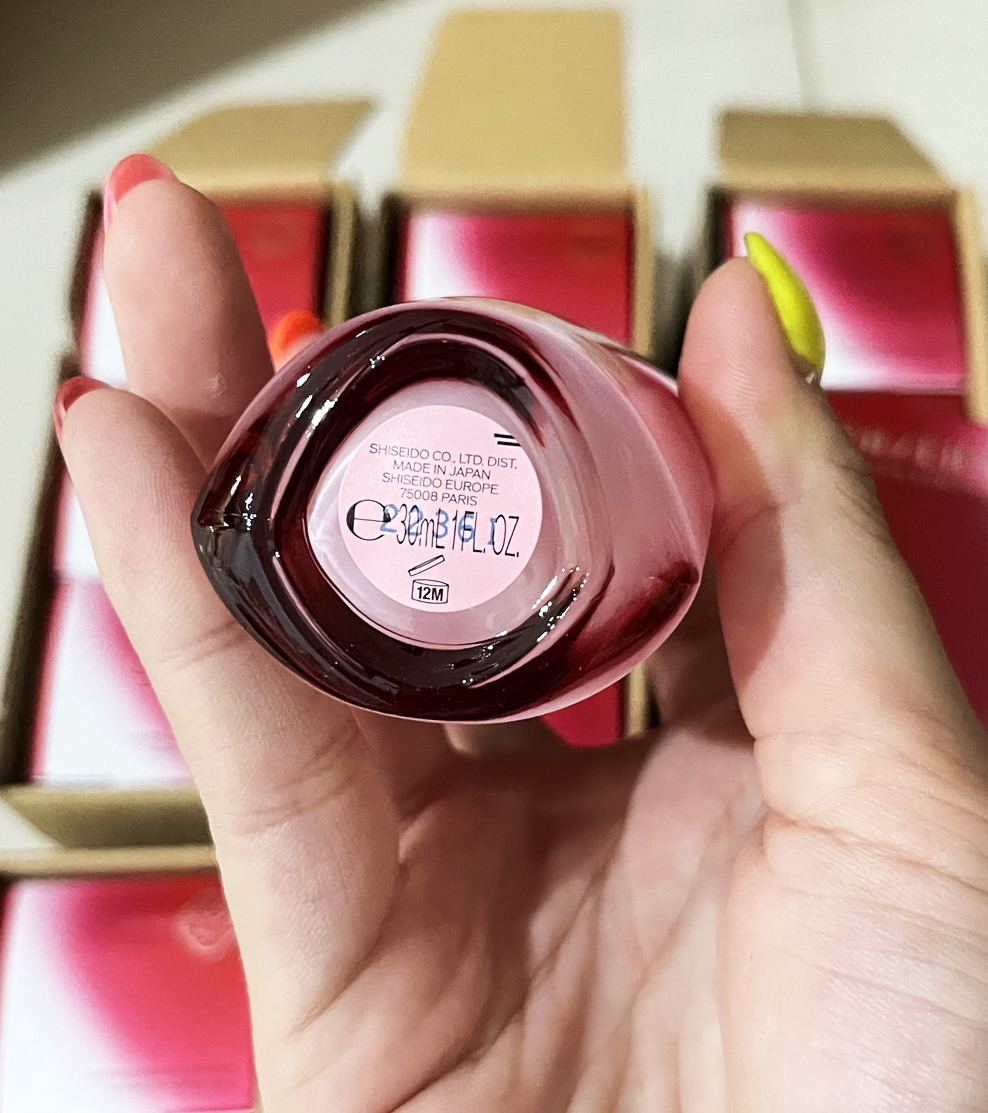 SHISEIDO CO., LTD. DIST,
MADE IN JAPAN
SHISEIDO EUROPE
75008 PARIS
℮ 30mL 1FL.OZ.
12M